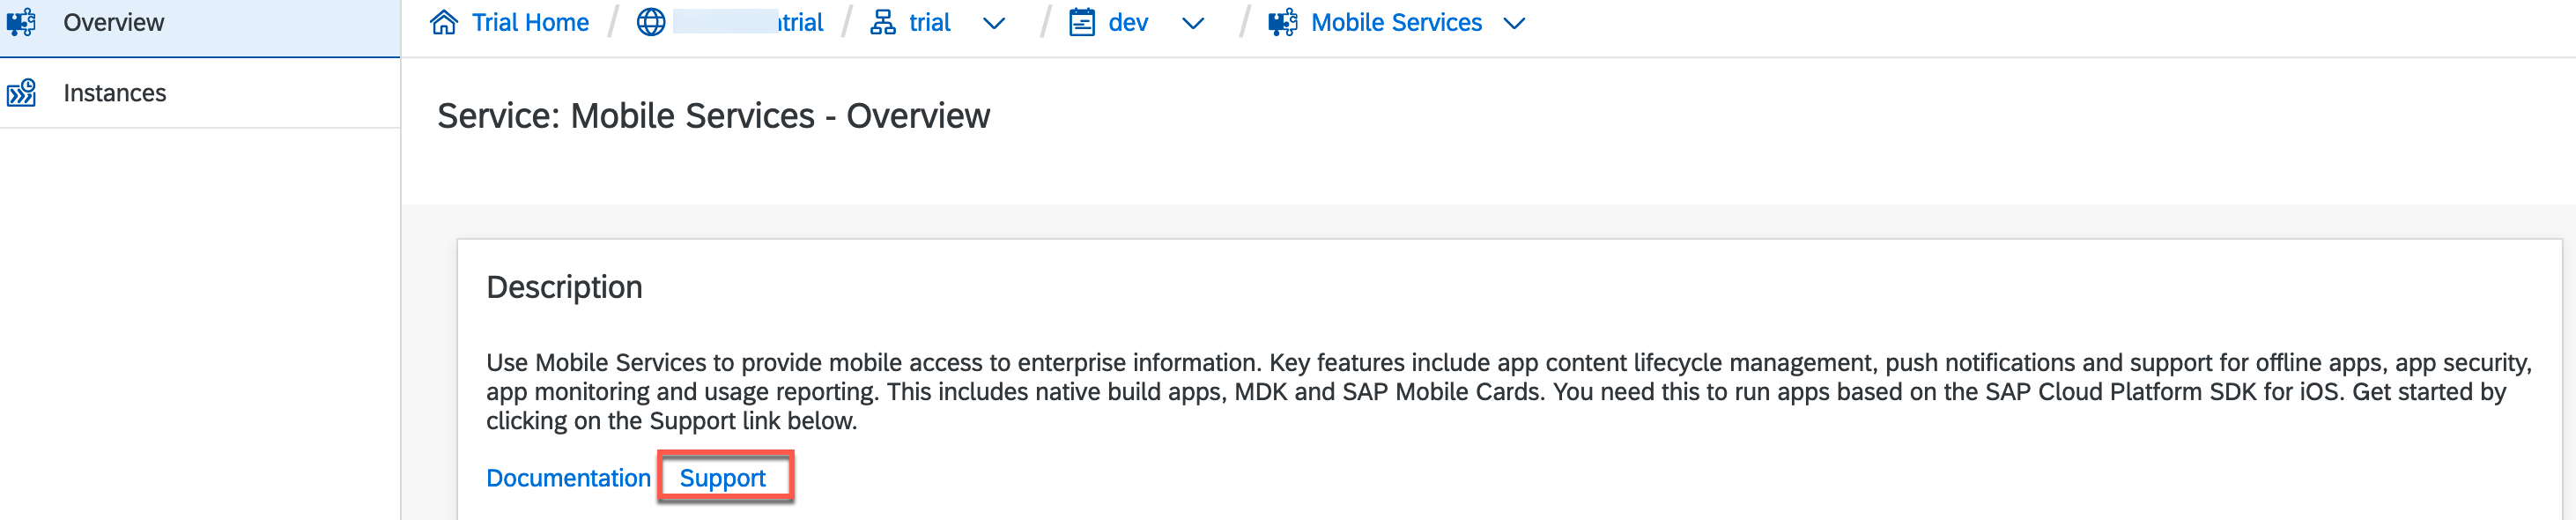 Overview
Trial Home / trial / trial / dev / Mobile Services
Instances
Service: Mobile Services - Overview
Description
Use Mobile Services to provide mobile access to enterprise information. Key features include app content lifecycle management, push notifications and support for offline apps, app security,
app monitoring and usage reporting. This includes native build apps, MDK and SAP Mobile Cards. You need this to run apps based on the SAP Cloud Platform SDK for iOS. Get started by
clicking on the Support link below.
Documentation Support